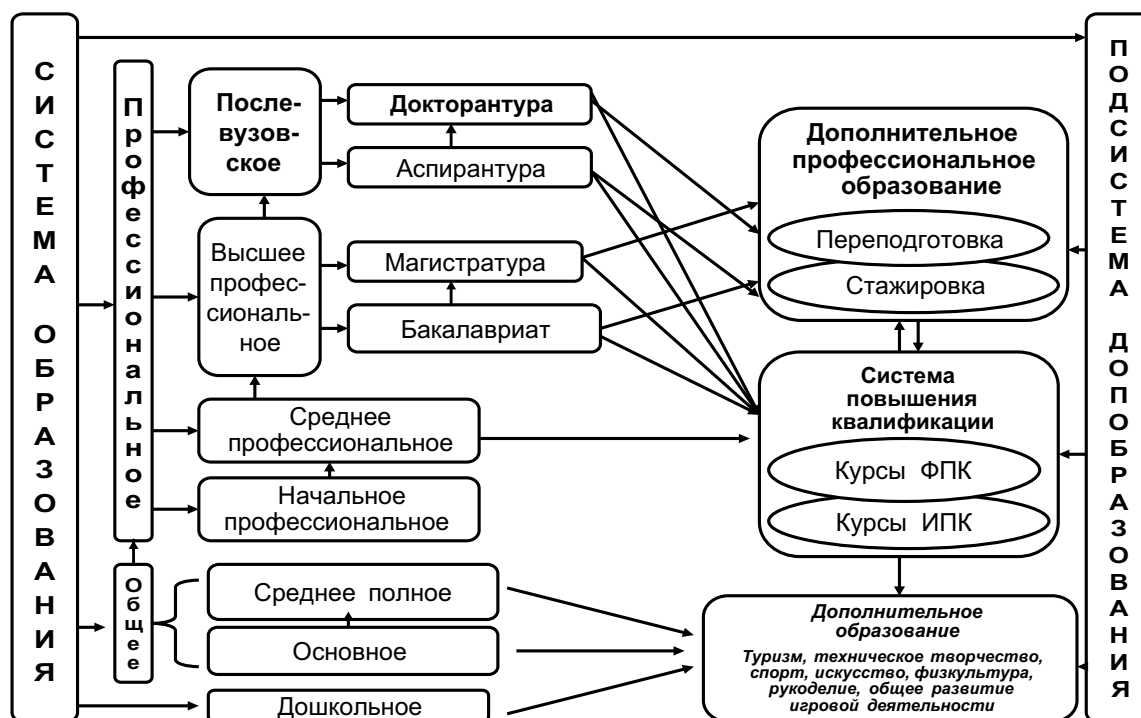 СИСТЕМА ОБРАЗОВАНИЯ
Профессиональное
Общее
После-
вузов-
ское
Докторантура
Аспирантура
Высшее
профес-
сиональ-
ное
Магистратура
Бакалавриат
Среднее
профессиональное
Начальное
профессиональное
Среднее полное
Основное
Дошкольное
Дополнительное
профессиональное
образование
Переподготовка
Стажировка
Система
повышения
квалификации
Курсы ФПК
Курсы ИПК
Дополнительное
образование
Туризм, техническое творчество,
спорт, искусство, физкультура,
рукоделие, общее развитие
игровой деятельности
ПОДСИСТЕМА ДОПОБРАЗОВАНИЯ